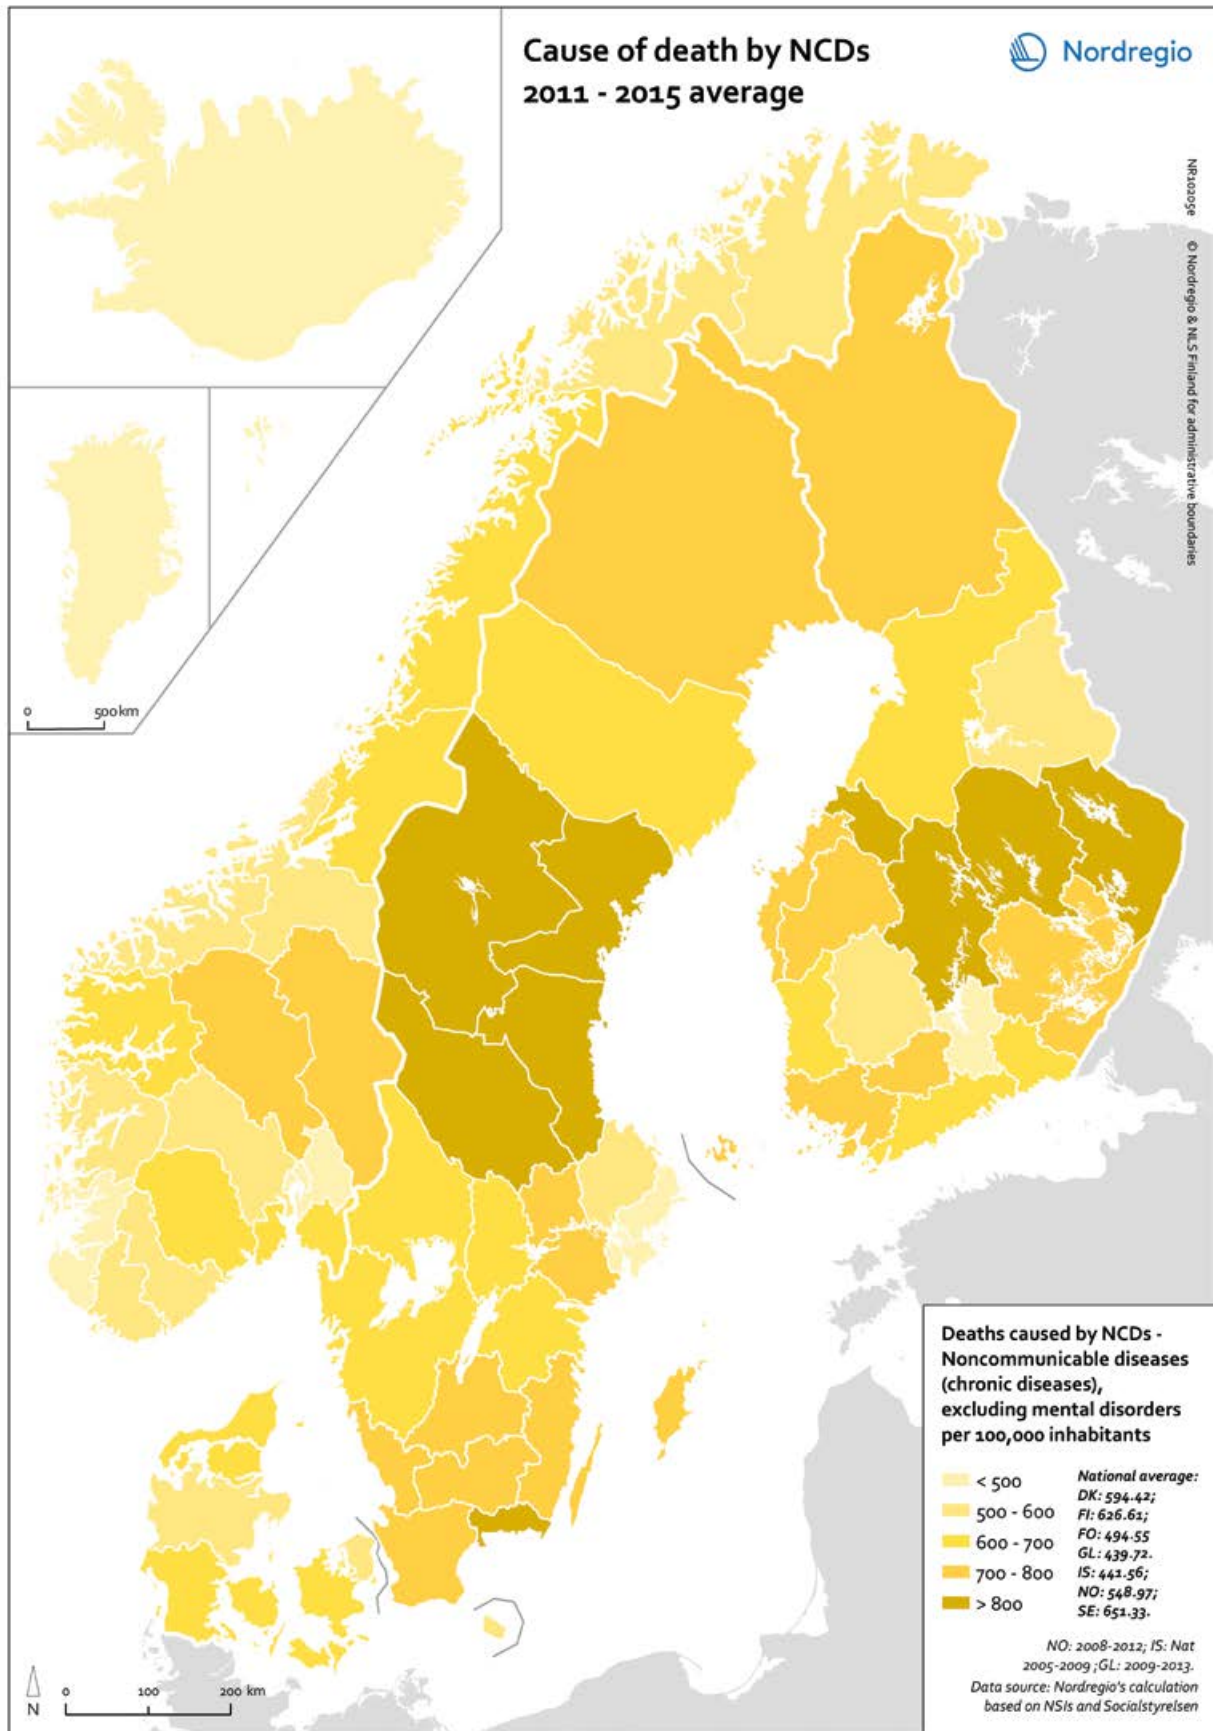 Cause of death by NCDs
2011 - 2015 average
Nordregio
NR10205e © Nordregio & NLS Finland for administrative boundaries
0 500 km
Deaths caused by NCDs -
Noncommunicable diseases
(chronic diseases),
excluding mental disorders
per 100,000 inhabitants
< 500
500 - 600
600 - 700
700 - 800
> 800
National average:
DK: 594.42;
FI: 626.61;
FO: 494.55
GL: 439.72.
IS: 441.56;
NO: 548.97;
SE: 651.33.
NO: 2008-2012; IS: Nat
2005-2009 ;GL: 2009-2013.
Data source: Nordregio's calculation
based on NSIs and Socialstyrelsen
N
0 100 200 km